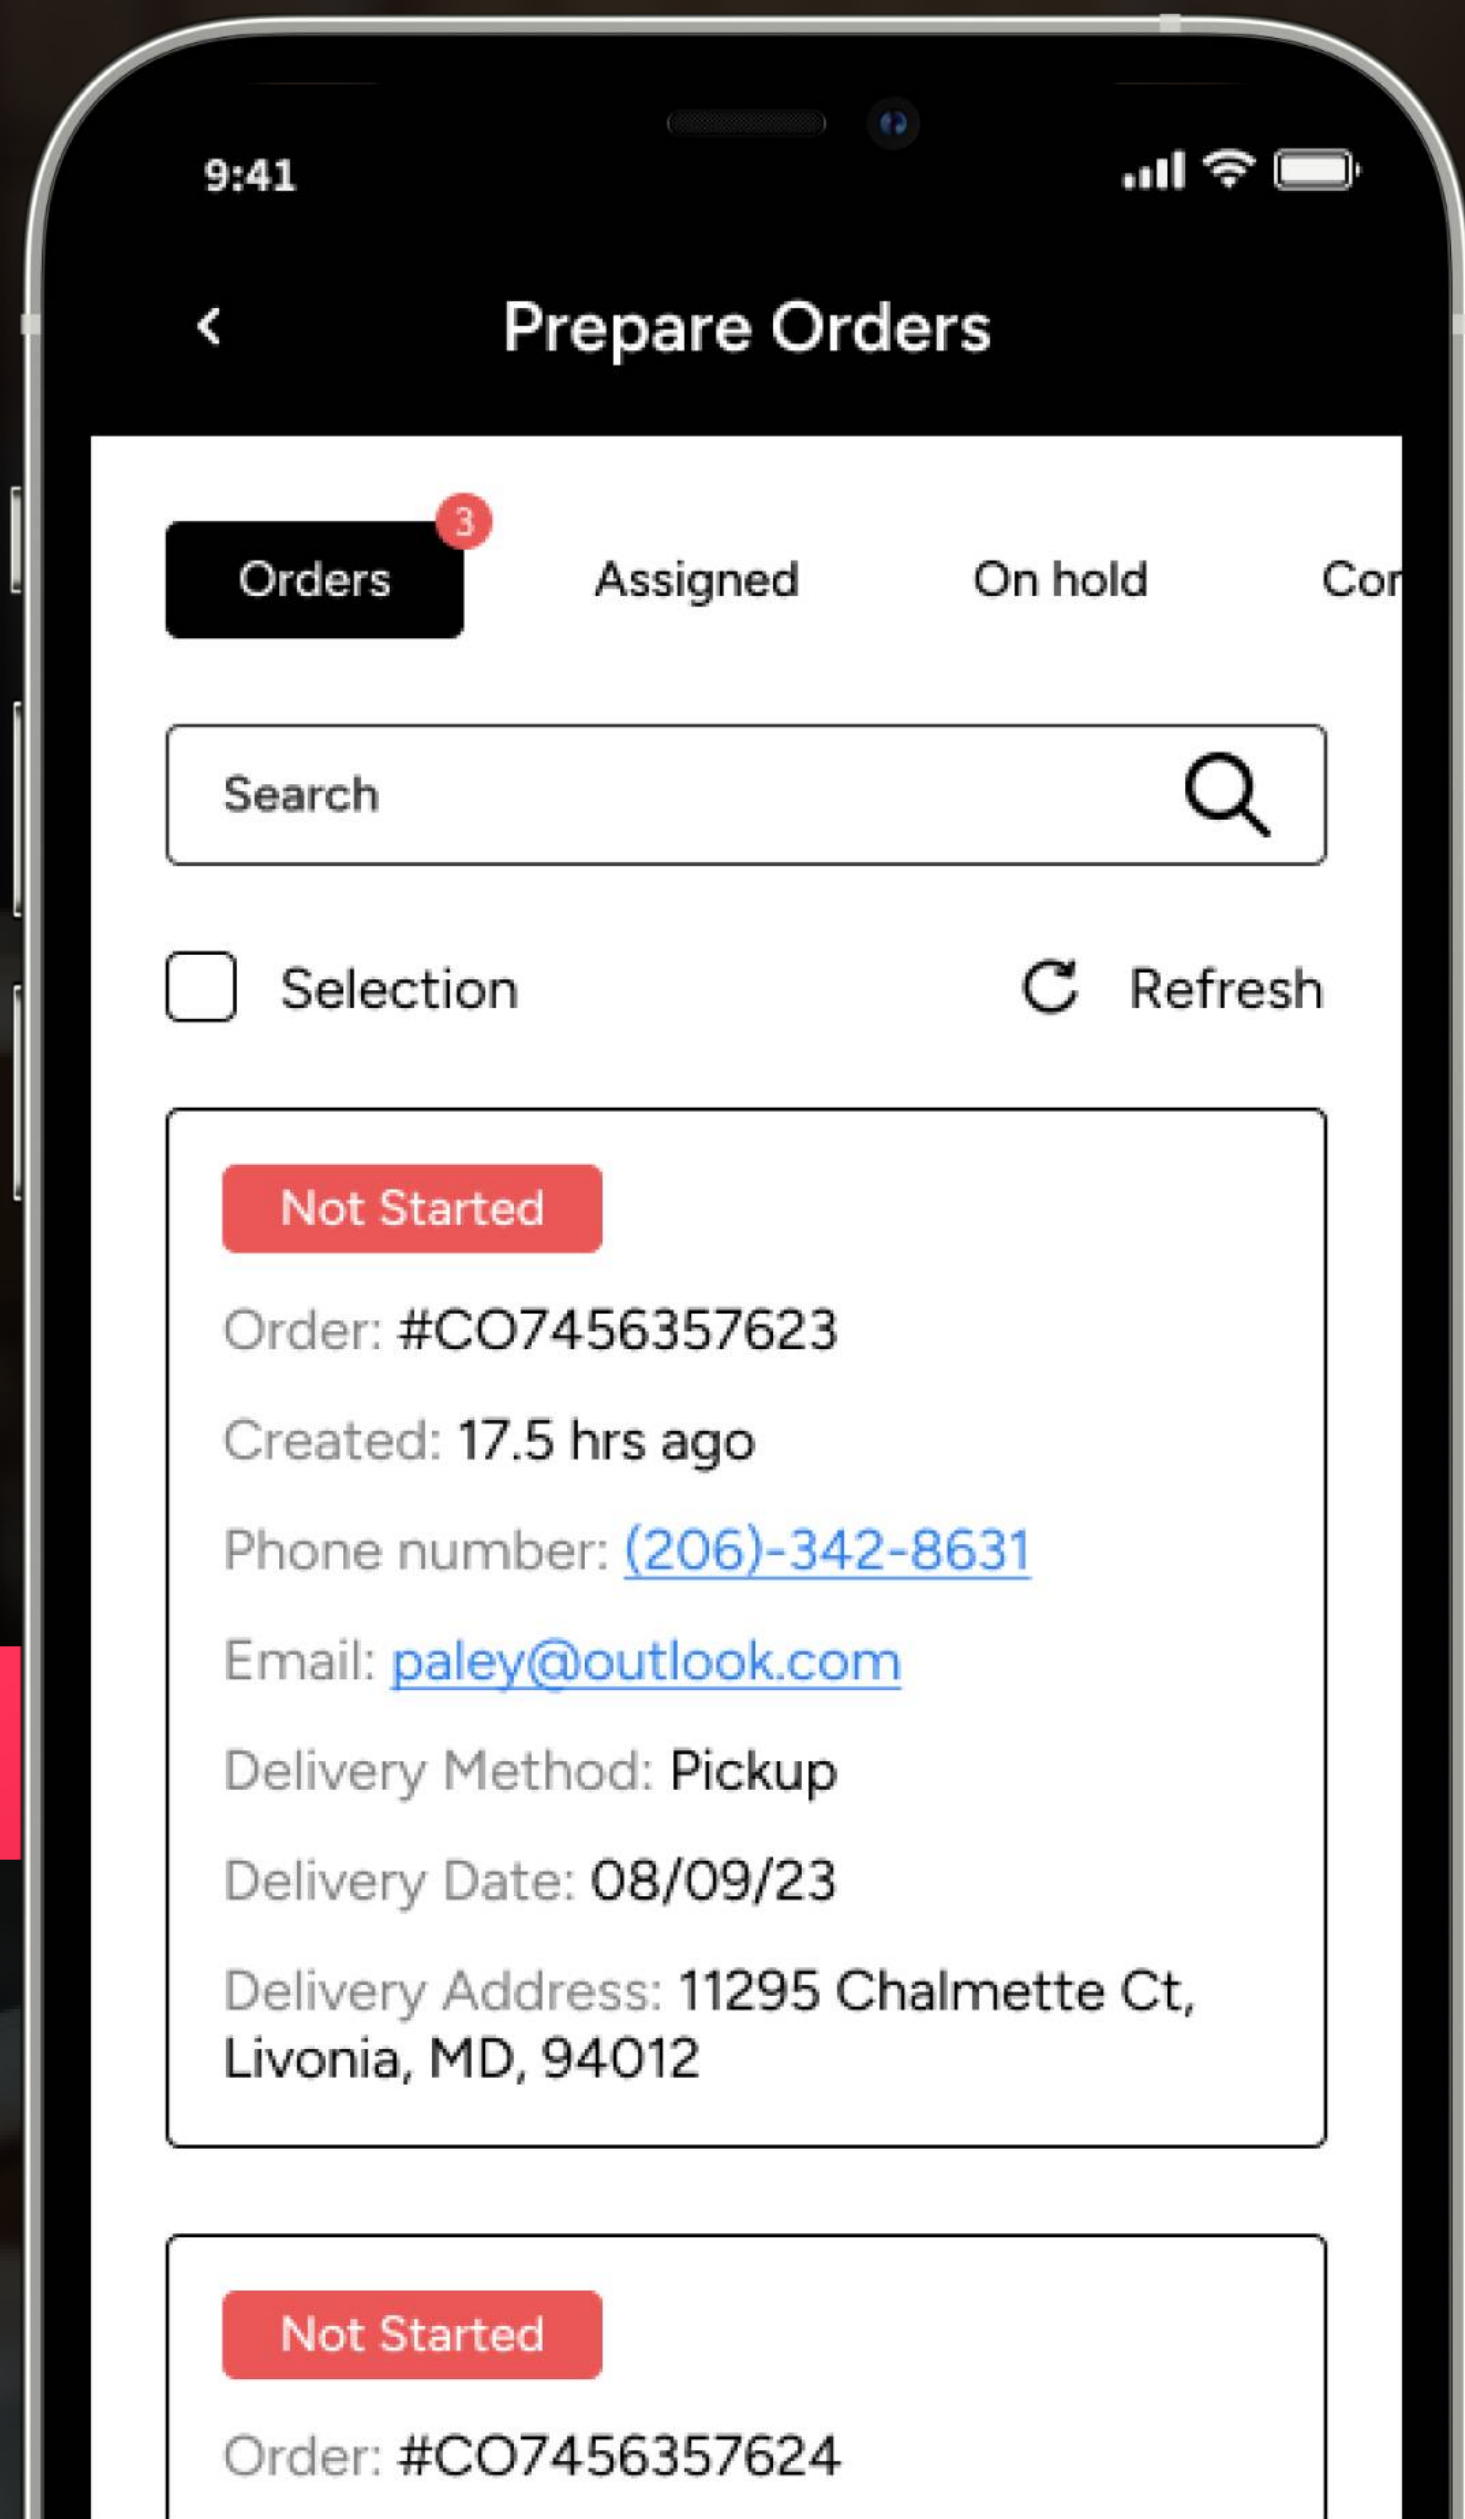 9:41
Prepare Orders
3
Orders Assigned On hold
Search
Selection Refresh
Not Started
Order: #CO7456357623
Created: 17.5 hrs ago
Phone number: (206)-342-8631
Email: paley@outlook.com
Delivery Method: Pickup
Delivery Date: 08/09/23
Delivery Address: 11295 Chalmette Ct,
Livonia, MD, 94012
Not Started
Order: #CO7456357624